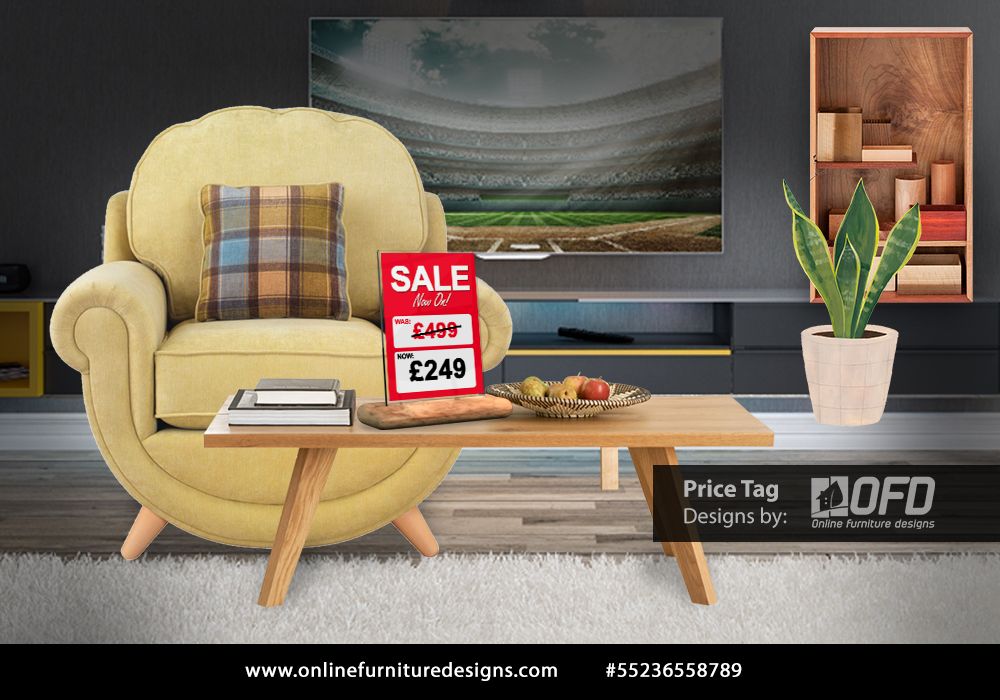 SALE
Now On!
WAS:
£499
NOW:
£249
Price Tag
Designs by:
OFD
Online Furniture designs
www.onlinefurnituredesigns.com #55236558789